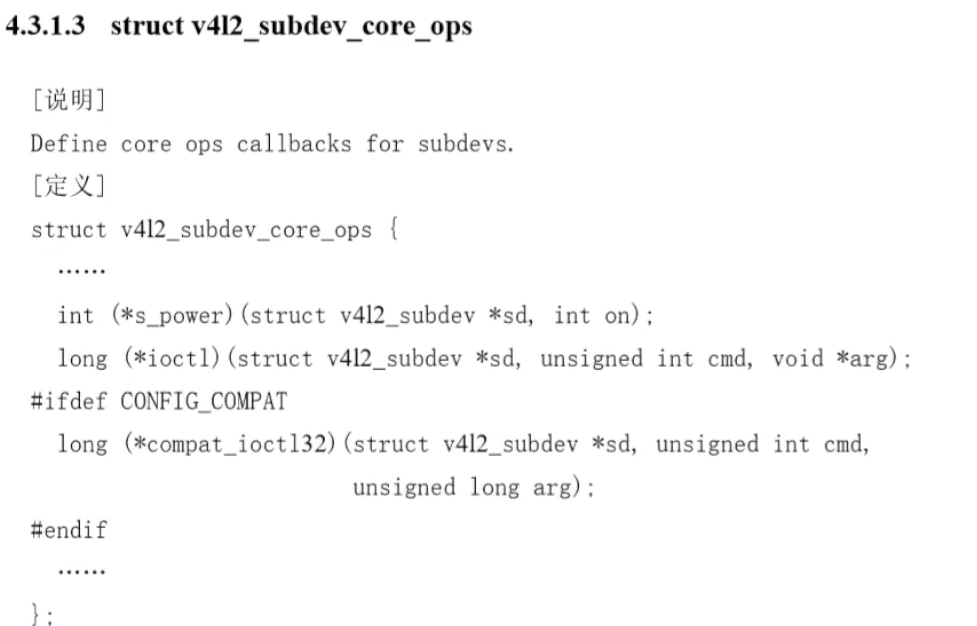 4.3.1.3 struct v4l2_subdev_core_ops
[说明]
Define core ops callbacks for subdevs.
[定义]
struct v4l2_subdev_core_ops {
……
int (*s_power)(struct v4l2_subdev *sd, int on);
long (*ioctl)(struct v4l2_subdev *sd, unsigned int cmd, void *arg);
#ifdef CONFIG_COMPAT
long (*compat_ioctl32)(struct v4l2_subdev *sd, unsigned int cmd,
unsigned long arg);
#endif
……
};